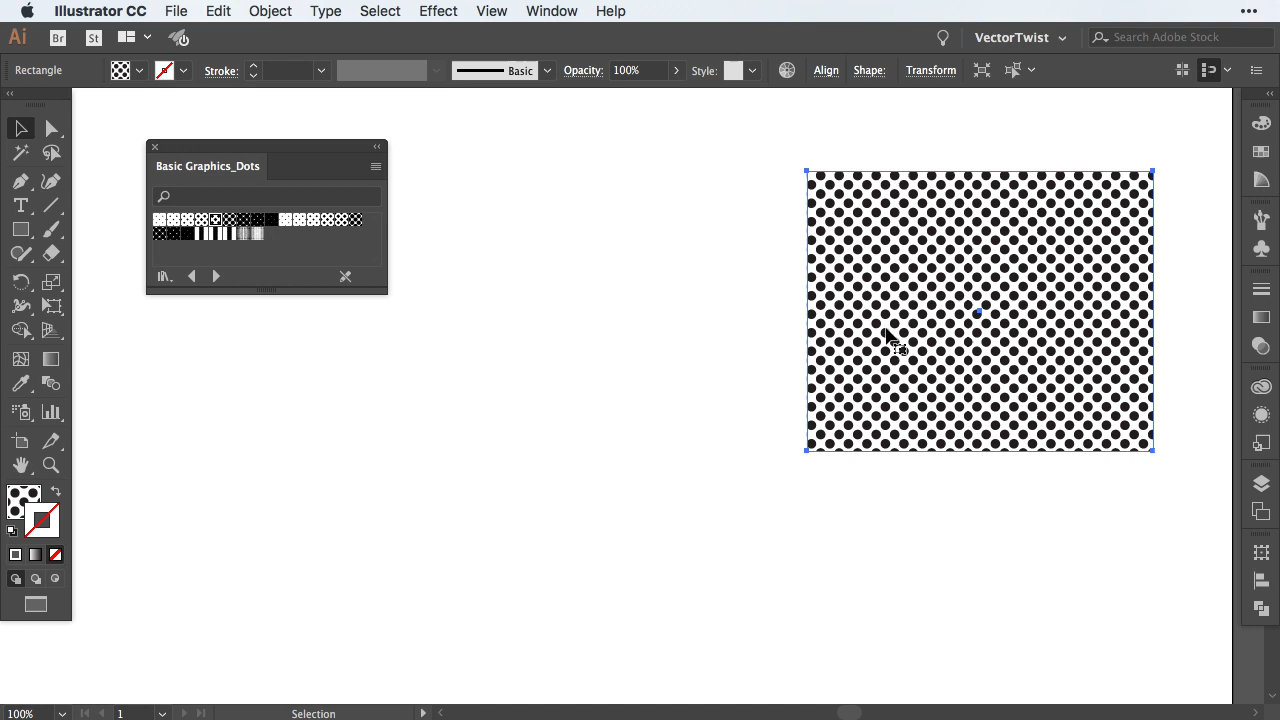 Illustrator CC File Edit Object Type Select Effect View Window Help
Ai Br St VectorTwist Search Adobe Stock
Rectangle Stroke: Basic Opacity: 100% Style: Align Shape: Transform
Basic Graphics_Dots
100% 1 Selection